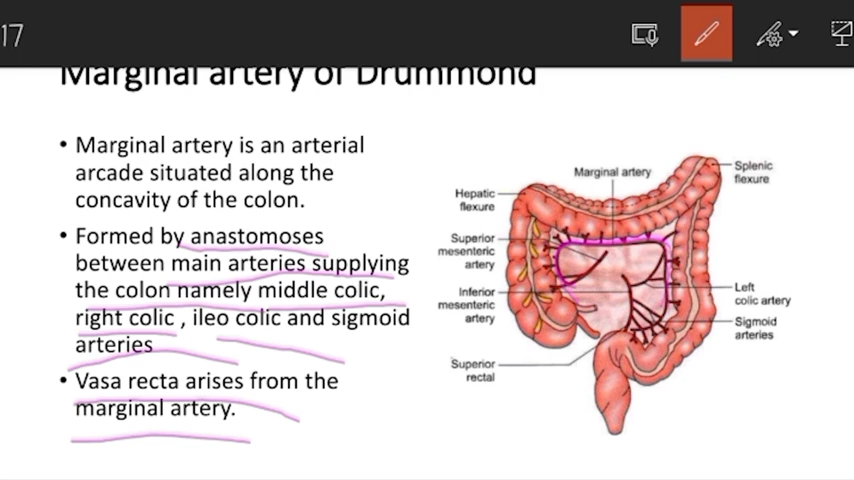 17
Marginal artery of Drummond
• Marginal artery is an arterial
arcade situated along the
concavity of the colon.
• Formed by anastomoses
between main arteries supplying
the colon namely middle colic,
right colic , ileo colic and sigmoid
arteries
• Vasa recta arises from the
marginal artery.
Marginal artery
Splenic
flexure
Hepatic
flexure
Superior
mesenteric
artery
Inferior
mesenteric
artery
Left
colic artery
Sigmoid
arteries
Superior
rectal